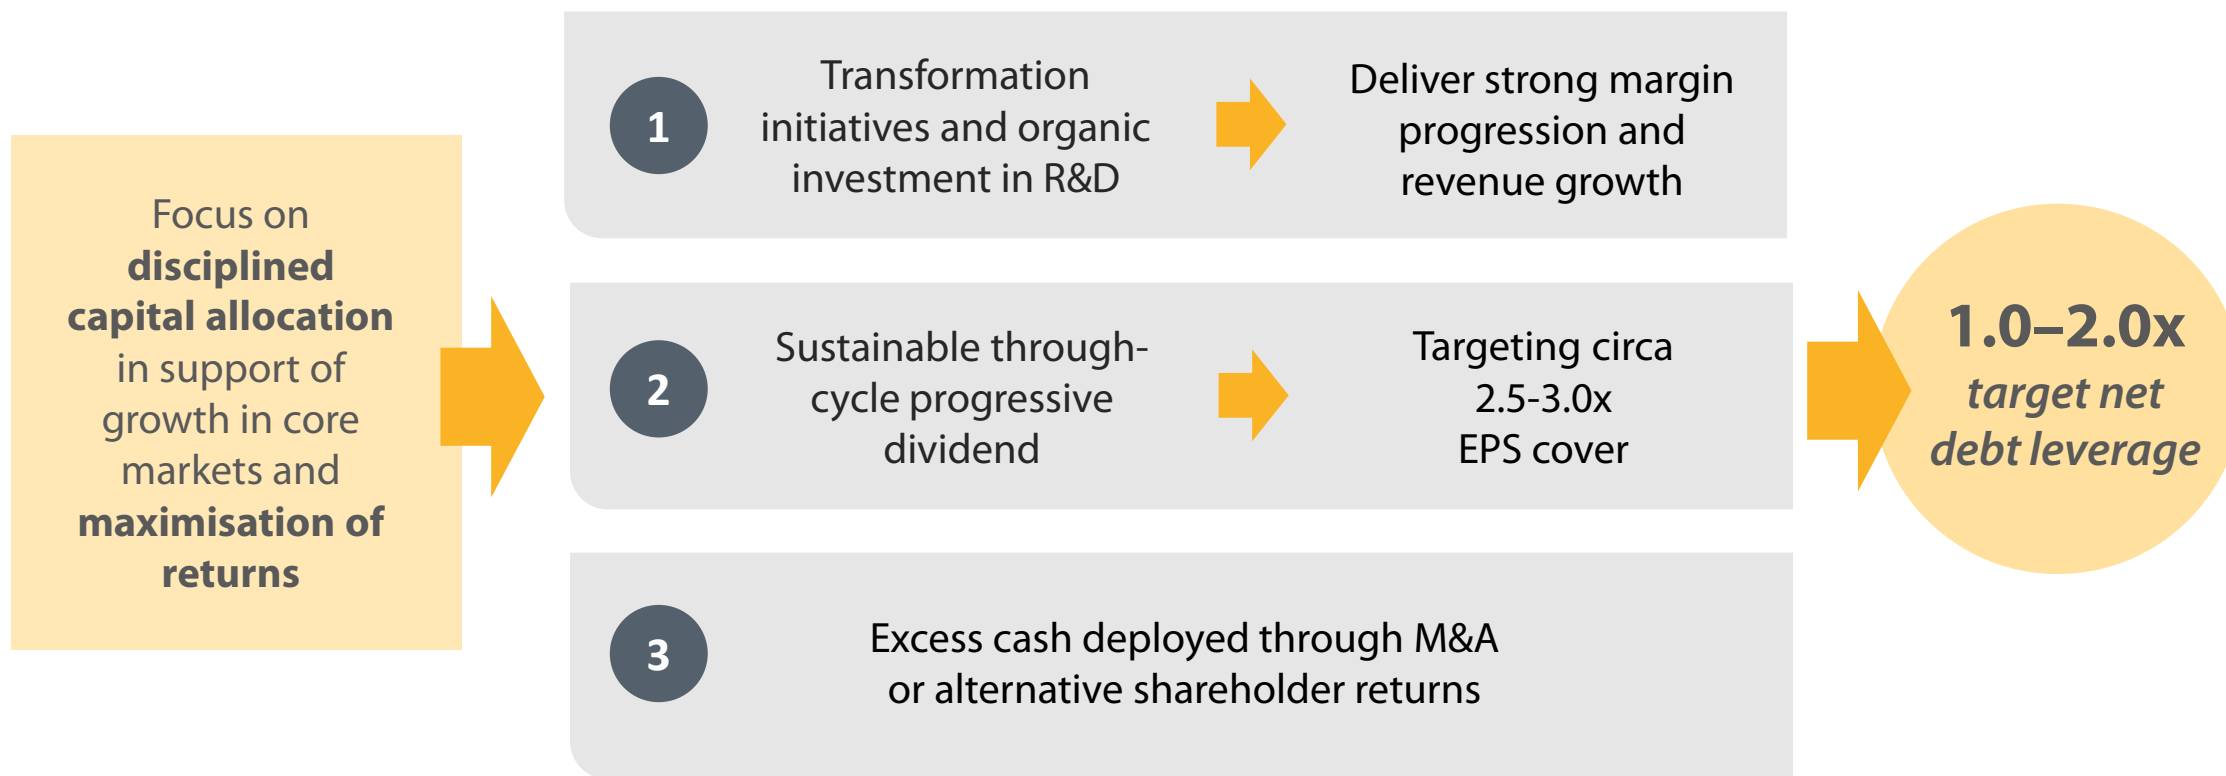 Focus on
disciplined
capital allocation
in support of
growth in core
markets and
maximisation of
returns
1
Transformation
initiatives and organic
investment in R&D
Deliver strong margin
progression and
revenue growth
2
Sustainable through-
cycle progressive
dividend
Targeting circa
2.5-3.0x
EPS cover
3
Excess cash deployed through M&A
or alternative shareholder returns
1.0–2.0x
target net
debt leverage